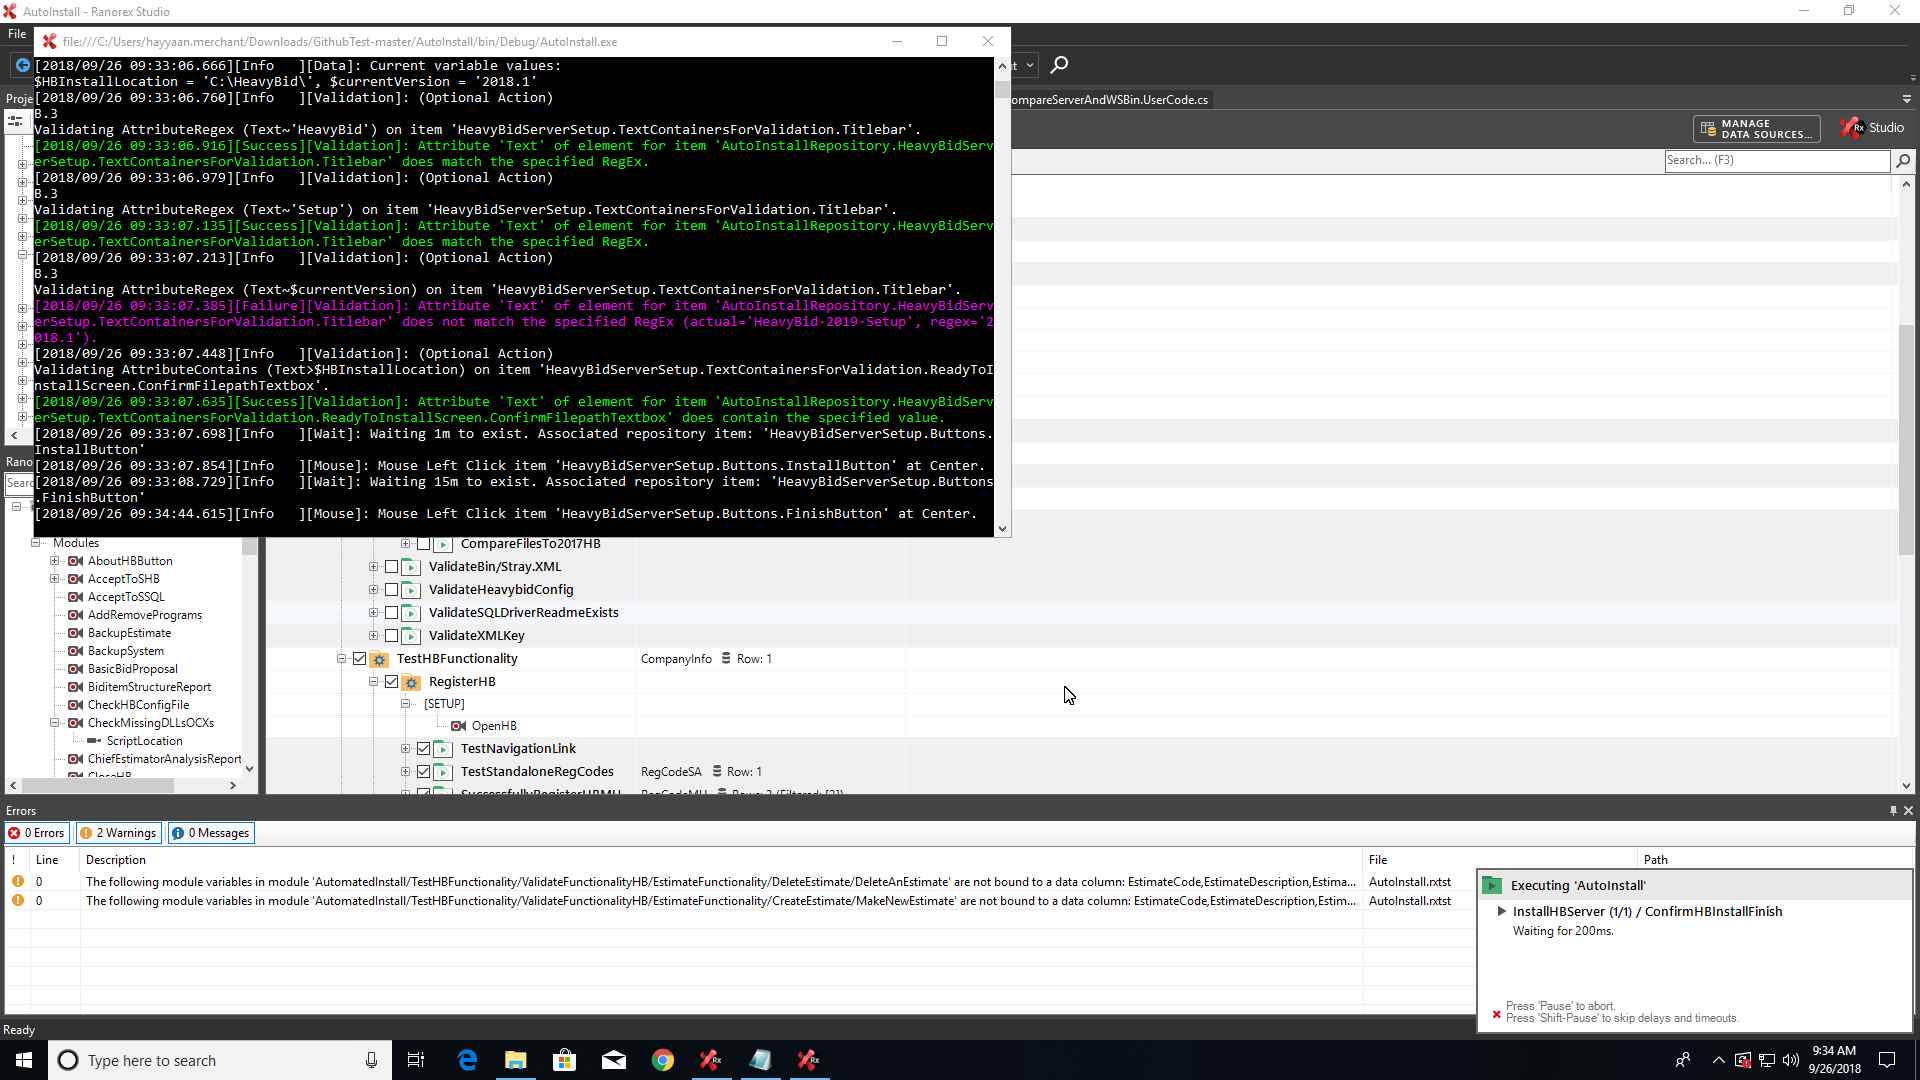 AutoInstall - Ranorex Studio
File
file:///C:/Users/hayyaan.merchant/Downloads/GithubTest-master/AutoInstall/bin/Debug/AutoInstall.exe
[2018/09/26 09:33:06.666][Info   ][Data]: Current variable values:
$HBInstallLocation = 'C:\HeavyBid\', $currentVersion = '2018.1'
[2018/09/26 09:33:06.760][Info   ][Validation]: (Optional Action)
B.3
Validating AttributeRegex (Text~'HeavyBid') on item 'HeavyBidServerSetup.TextContainersForValidation.Titlebar'.
[2018/09/26 09:33:06.916][Success][Validation]: Attribute 'Text' of element for item 'AutoInstallRepository.HeavyBidServ
erSetup.TextContainersForValidation.Titlebar' does match the specified RegEx.
[2018/09/26 09:33:06.979][Info   ][Validation]: (Optional Action)
B.3
Validating AttributeRegex (Text~'Setup') on item 'HeavyBidServerSetup.TextContainersForValidation.Titlebar'.
[2018/09/26 09:33:07.135][Success][Validation]: Attribute 'Text' of element for item 'AutoInstallRepository.HeavyBidServ
erSetup.TextContainersForValidation.Titlebar' does match the specified RegEx.
[2018/09/26 09:33:07.213][Info   ][Validation]: (Optional Action)
B.3
Validating AttributeRegex (Text~$currentVersion) on item 'HeavyBidServerSetup.TextContainersForValidation.Titlebar'.
[2018/09/26 09:33:07.385][Failure][Validation]: Attribute 'Text' of element for item 'AutoInstallRepository.HeavyBidServ
erSetup.TextContainersForValidation.Titlebar' does not match the specified RegEx (actual='HeavyBid-2019-Setup', regex='2
018.1').
[2018/09/26 09:33:07.448][Info   ][Validation]: (Optional Action)
Validating AttributeContains (Text>$HBInstallLocation) on item 'HeavyBidServerSetup.TextContainersForValidation.ReadyToI
nstallScreen.ConfirmFilepathTextbox'.
[2018/09/26 09:33:07.635][Success][Validation]: Attribute 'Text' of element for item 'AutoInstallRepository.HeavyBidServ
erSetup.TextContainersForValidation.ReadyToInstallScreen.ConfirmFilepathTextbox' does contain the specified value.
[2018/09/26 09:33:07.698][Info   ][Wait]: Waiting 1m to exist. Associated repository item: 'HeavyBidServerSetup.Buttons.
InstallButton'
[2018/09/26 09:33:07.854][Info   ][Mouse]: Mouse Left Click item 'HeavyBidServerSetup.Buttons.InstallButton' at Center.
[2018/09/26 09:33:08.729][Info   ][Wait]: Waiting 15m to exist. Associated repository item: 'HeavyBidServerSetup.Buttons
.FinishButton'
[2018/09/26 09:34:44.615][Info   ][Mouse]: Mouse Left Click item 'HeavyBidServerSetup.Buttons.FinishButton' at Center.
t
Proje
ompareServerAndWSBin.UserCode.cs
MANAGE
DATA SOURCES...
Rx Studio
Search... (F3)
Rano
Searc
Modules
AboutHBButton
AcceptToSHB
AcceptToSSQL
AddRemovePrograms
BackupEstimate
BackupSystem
BasicBidProposal
BiditemStructureReport
CheckHBConfigFile
CheckMissingDLLsOCXs
ScriptLocation
ChiefEstimatorAnalysisReport
CloseHB
CompareFilesTo2017HB
ValidateBin/Stray.XML
ValidateHeavybidConfig
ValidateSQLDriverReadmeExists
ValidateXMLKey
TestHBFunctionality CompanyInfo Row: 1
RegisterHB
[SETUP]
OpenHB
TestNavigationLink
TestStandaloneRegCodes RegCodeSA Row: 1
SuccessfullyRegisterHBMU RegCodeMU Rows: 2 (Filtered: [2])
Errors
0 Errors 2 Warnings 0 Messages
! Line Description File Path
0 The following module variables in module 'AutomatedInstall/TestHBFunctionality/ValidateFunctionalityHB/EstimateFunctionality/DeleteEstimate/DeleteAnEstimate' are not bound to a data column: EstimateCode,EstimateDescription,Estima... AutoInstall.rxtst
0 The following module variables in module 'AutomatedInstall/TestHBFunctionality/ValidateFunctionalityHB/EstimateFunctionality/CreateEstimate/MakeNewEstimate' are not bound to a data column: EstimateCode,EstimateDescription,Estim... AutoInstall.rxtst
Executing 'AutoInstall'
InstallHBServer (1/1) / ConfirmHBInstallFinish
Waiting for 200ms.
Press 'Pause' to abort.
Press 'Shift-Pause' to skip delays and timeouts.
Ready
Type here to search
Rx
Rx
9:34 AM
9/26/2018